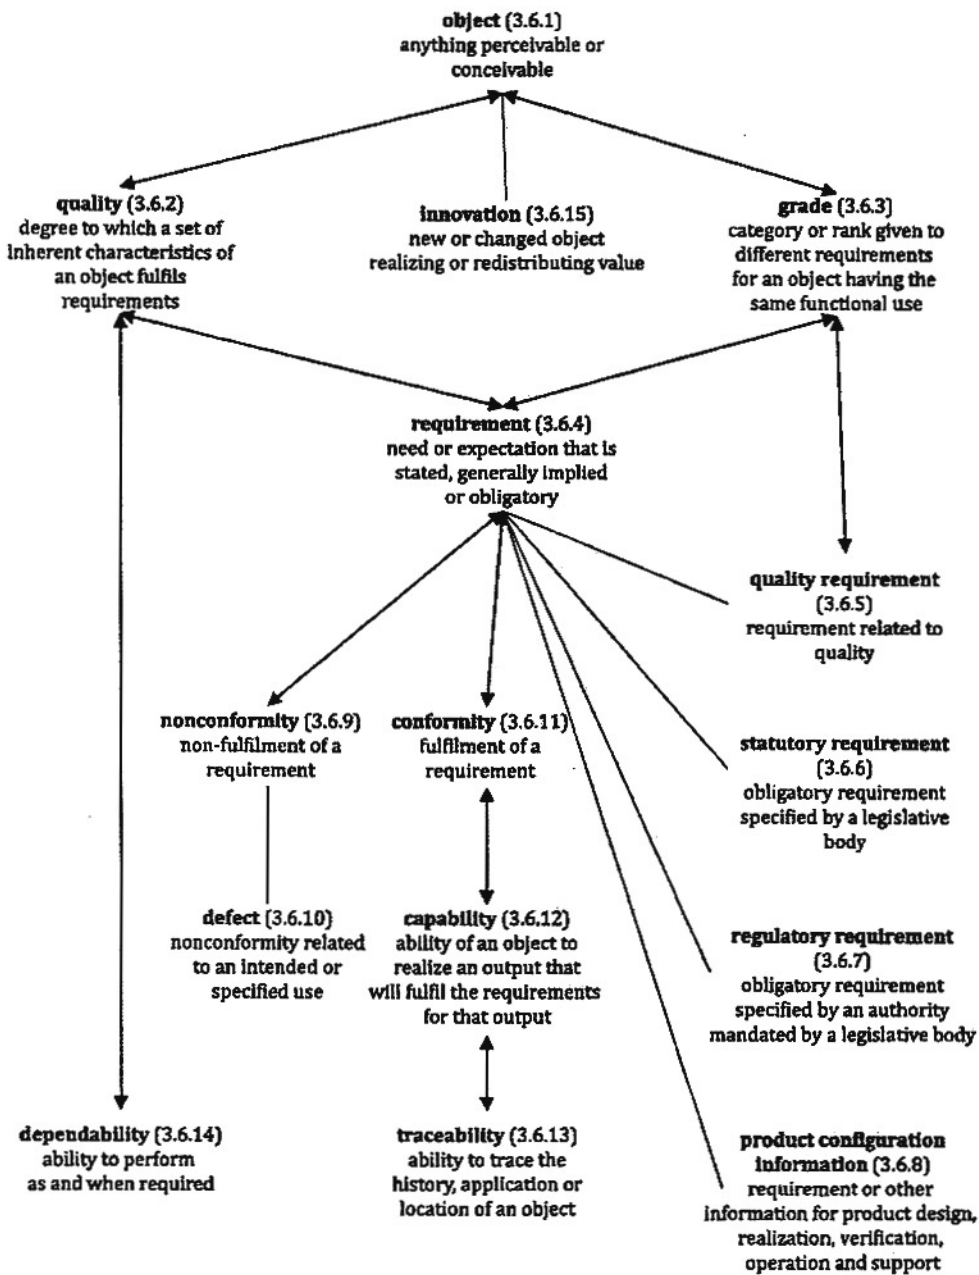 object (3.6.1)
anything perceivable or
conceivable
quality (3.6.2)
degree to which a set of
inherent characteristics of
an object fulfils
requirements
innovation (3.6.15)
new or changed object
realizing or redistributing value
grade (3.6.3)
category or rank given to
different requirements
for an object having the
same functional use
requirement (3.6.4)
need or expectation that is
stated, generally implied
or obligatory
quality requirement
(3.6.5)
requirement related to
quality
nonconformity (3.6.9)
non-fulfilment of a
requirement
conformity (3.6.11)
fulfilment of a
requirement
statutory requirement
(3.6.6)
obligatory requirement
specified by a legislative
body
defect (3.6.10)
nonconformity related
to an intended or
specified use
capability (3.6.12)
ability of an object to
realize an output that
will fulfil the requirements
for that output
regulatory requirement
(3.6.7)
obligatory requirement
specified by an authority
mandated by a legislative body
dependability (3.6.14)
ability to perform
as and when required
traceability (3.6.13)
ability to trace the
history, application or
location of an object
product configuration
information (3.6.8)
requirement or other
information for product design,
realization, verification,
operation and support